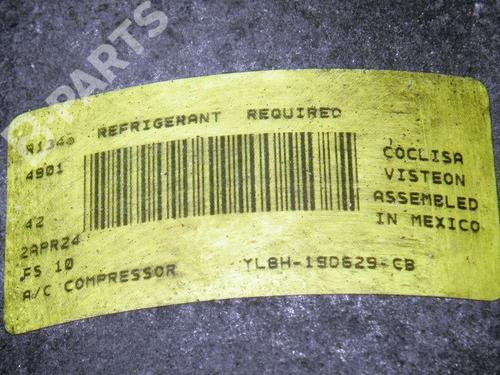 B PARTS
R134a REFRIGERANT REQUIRED
4901
42
2APR24
FS 10
A/C COMPRESSOR
YL8H-19D629-CB
COCLISA
VISTEON
ASSEMBLED
IN MEXICO